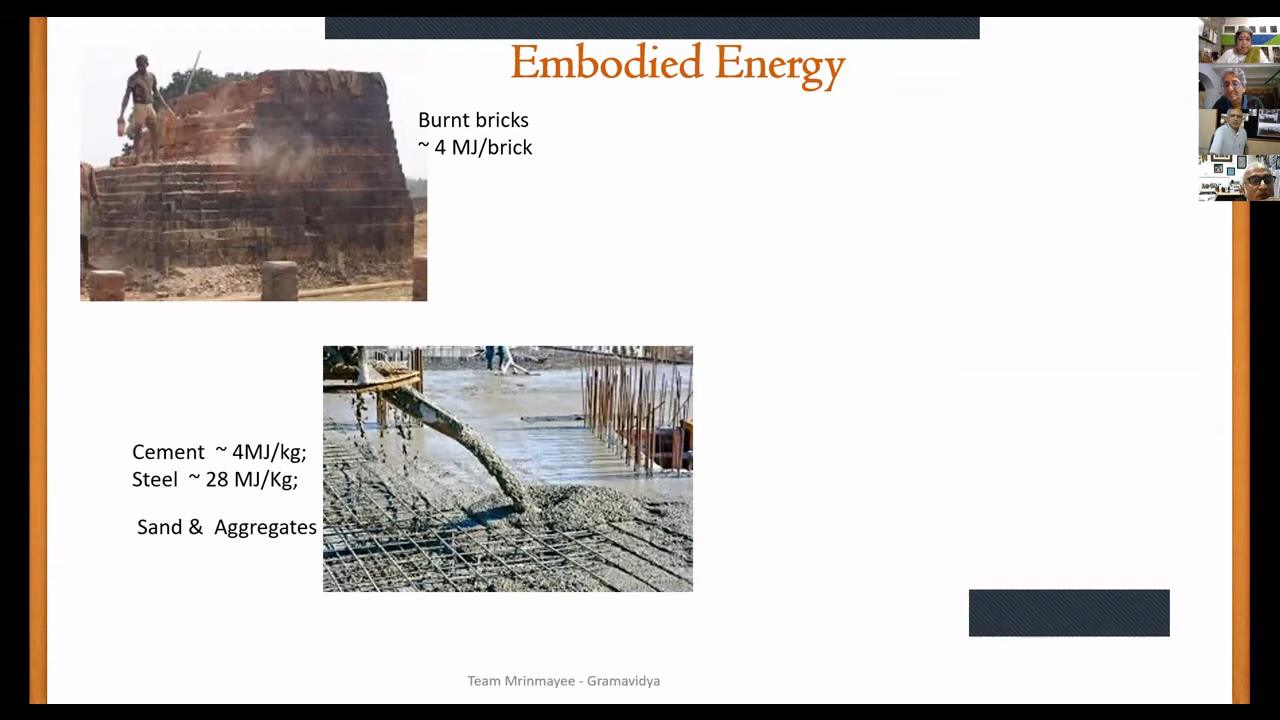 Embodied Energy
Burnt bricks
~ 4 MJ/brick
Cement ~ 4MJ/kg;
Steel ~ 28 MJ/Kg;
Sand & Aggregates
Team Mrinmayee - Gramavidya